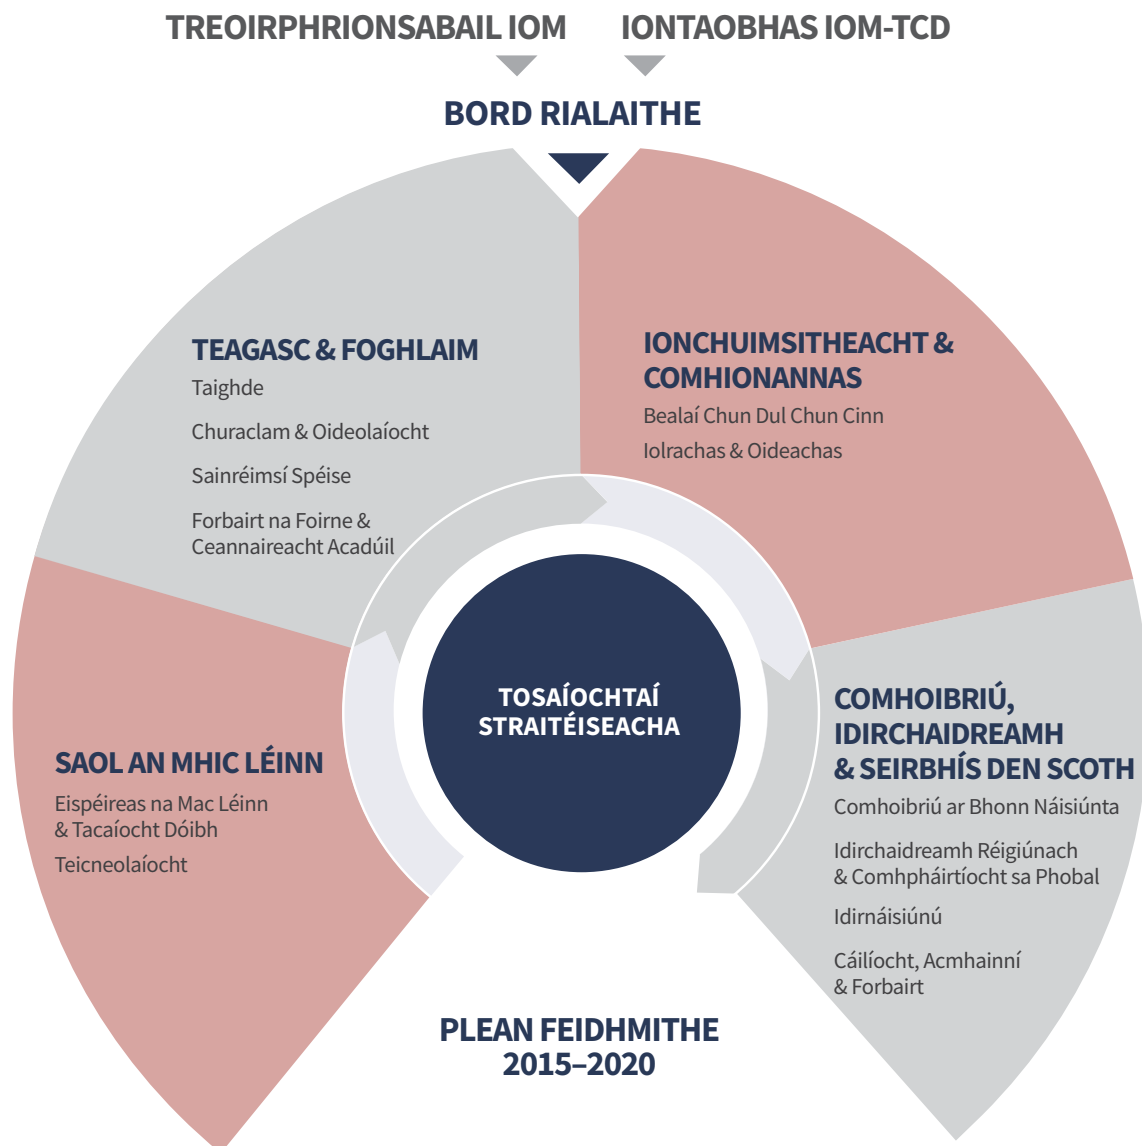 TREOIRPHRIONSABAIL IOM
IONTAOBHAS IOM-TCD
BORD RIALAITHE
TEAGASC & FOGHLAIM
Taighde
Churaclam & Oideolaíocht
Sainréimsí Spéise
Forbairt na Foirne &
Ceannaireacht Acadúil
IONCHUIMSITHEACHT &
COMHIONANNAS
Bealaí Chun Dul Chun Cinn
Iolrachas & Oideachas
TOSAÍOCHTAÍ
STRAITÉISEACHA
SAOL AN MHIC LÉINN
Eispéireas na Mac Léinn
& Tacaíocht Dóibh
Teicneolaíocht
COMHOIBRIÚ,
IDIRCHAIDREAMH
& SEIRBHÍS DEN SCOTH
Comhoibriú ar Bhonn Náisiúnta
Idirchaidreamh Réigiúnach
& Comhpháirtíocht sa Phobal
Idirnáisiúnú
Cáilíocht, Acmhainní
& Forbairt
PLEAN FEIDHMITHE
2015–2020